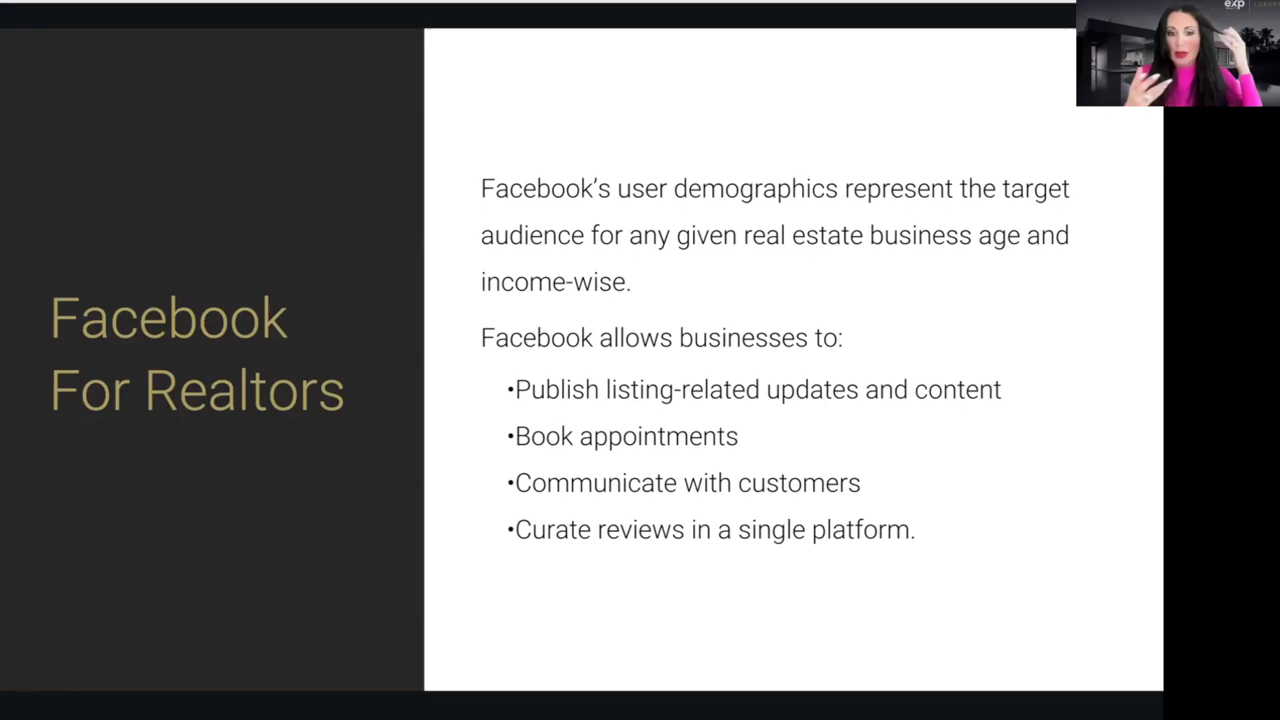 exp | LUXURY
Facebook
For Realtors
Facebook’s user demographics represent the target
audience for any given real estate business age and
income-wise.
Facebook allows businesses to:
•Publish listing-related updates and content
•Book appointments
•Communicate with customers
•Curate reviews in a single platform.